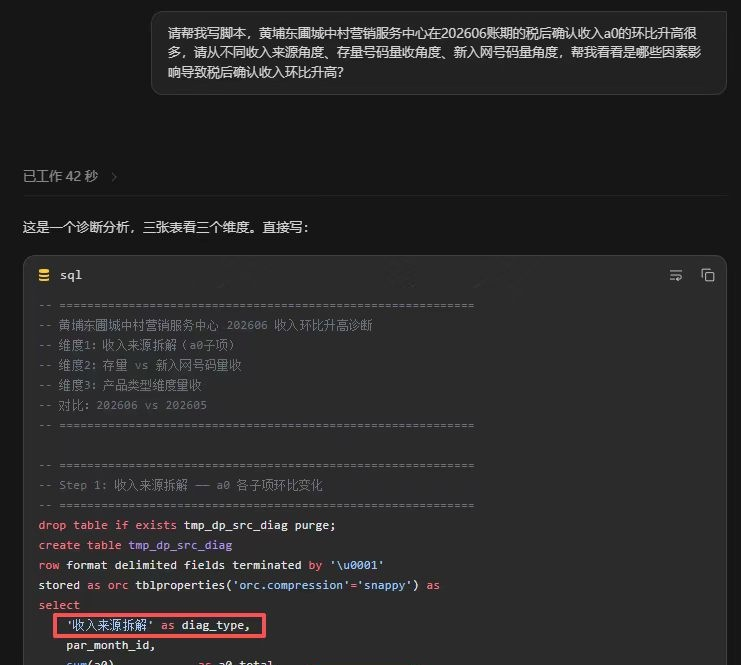 请帮我写脚本，黄埔东圃城中村营销服务中心在202606账期的税后确认收入a0的环比升高很
多，请从不同收入来源角度、存量号码量收角度、新入网号码量角度，帮我看看是哪些因素影
响导致税后确认收入环比升高？
已工作 42 秒
这是一个诊断分析，三张表看三个维度。直接写：
sql
-- ===========================================================
-- 黄埔东圃城中村营销服务中心 202606 收入环比升高诊断
-- 维度1：收入来源拆解（a0子项）
-- 维度2：存量 vs 新入网号码量收
-- 维度3：产品类型维度量收
-- 对比：202606 vs 202605
-- ===========================================================
-- ===========================================================
-- Step 1：收入来源拆解 —— a0 各子项环比变化
-- ===========================================================
drop table if exists tmp_dp_src_diag purge;
create table tmp_dp_src_diag
row format delimited fields terminated by '\u0001'
stored as orc tblproperties('orc.compression'='snappy') as
select
'收入来源拆解' as diag_type,
par_month_id,
sum(a0) as a0_total,